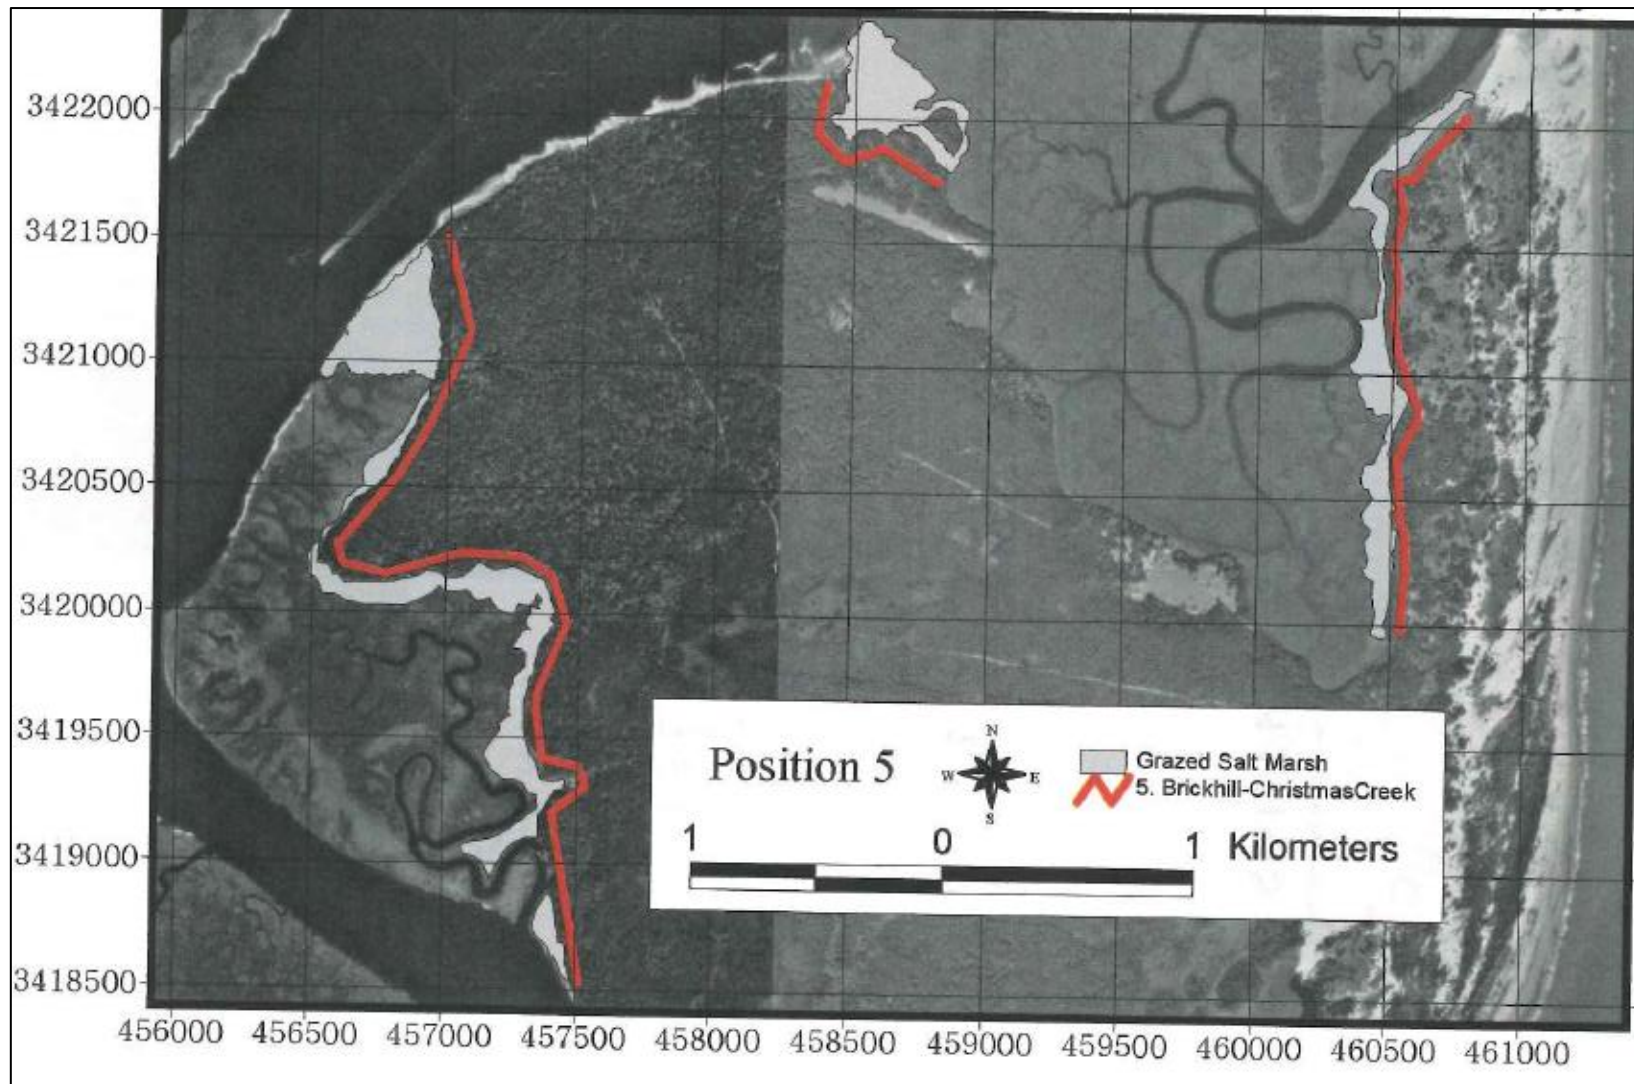 3422000
3421500
3421000
3420500
3420000
3419500
3419000
3418500
Position 5
N
W E
S
Grazed Salt Marsh
5. Brickhill-ChristmasCreek
1 0 1 Kilometers
456000 456500 457000 457500 458000 458500 459000 459500 460000 460500 461000